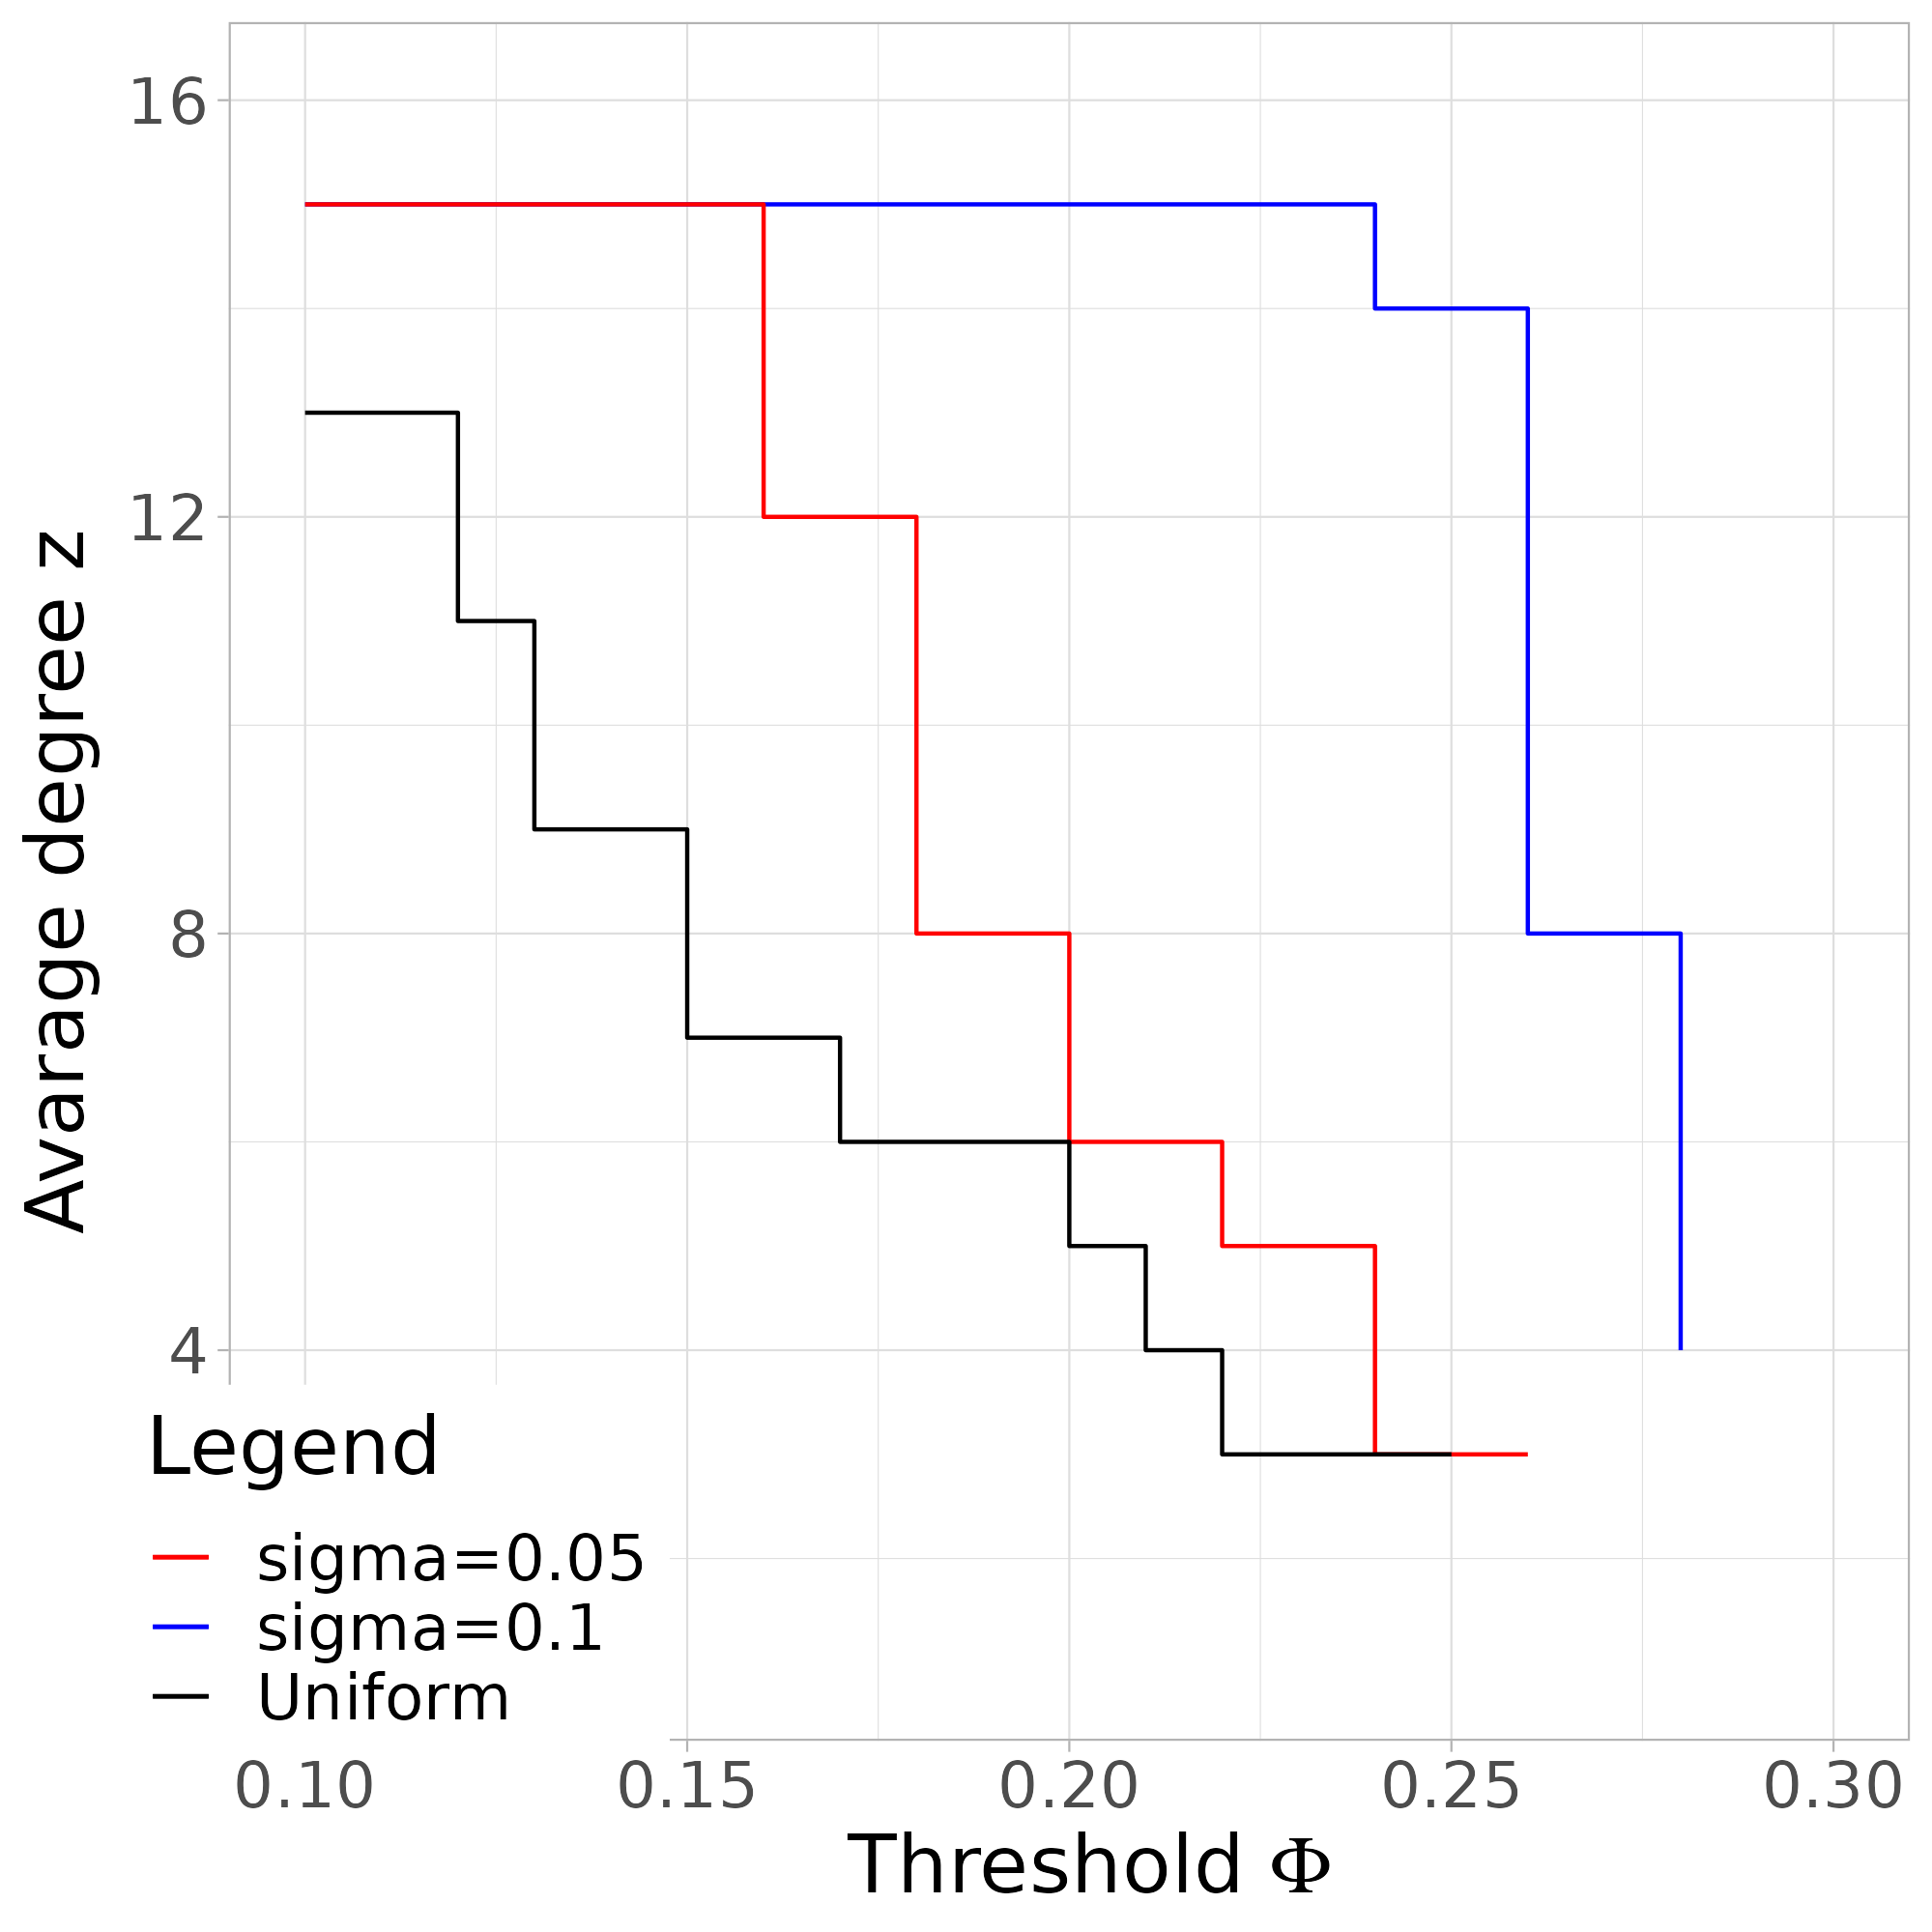 16
12
8
4
Avarage degree z
Legend
sigma=0.05
sigma=0.1
Uniform
0.10 0.15 0.20 0.25 0.30
Threshold Φ